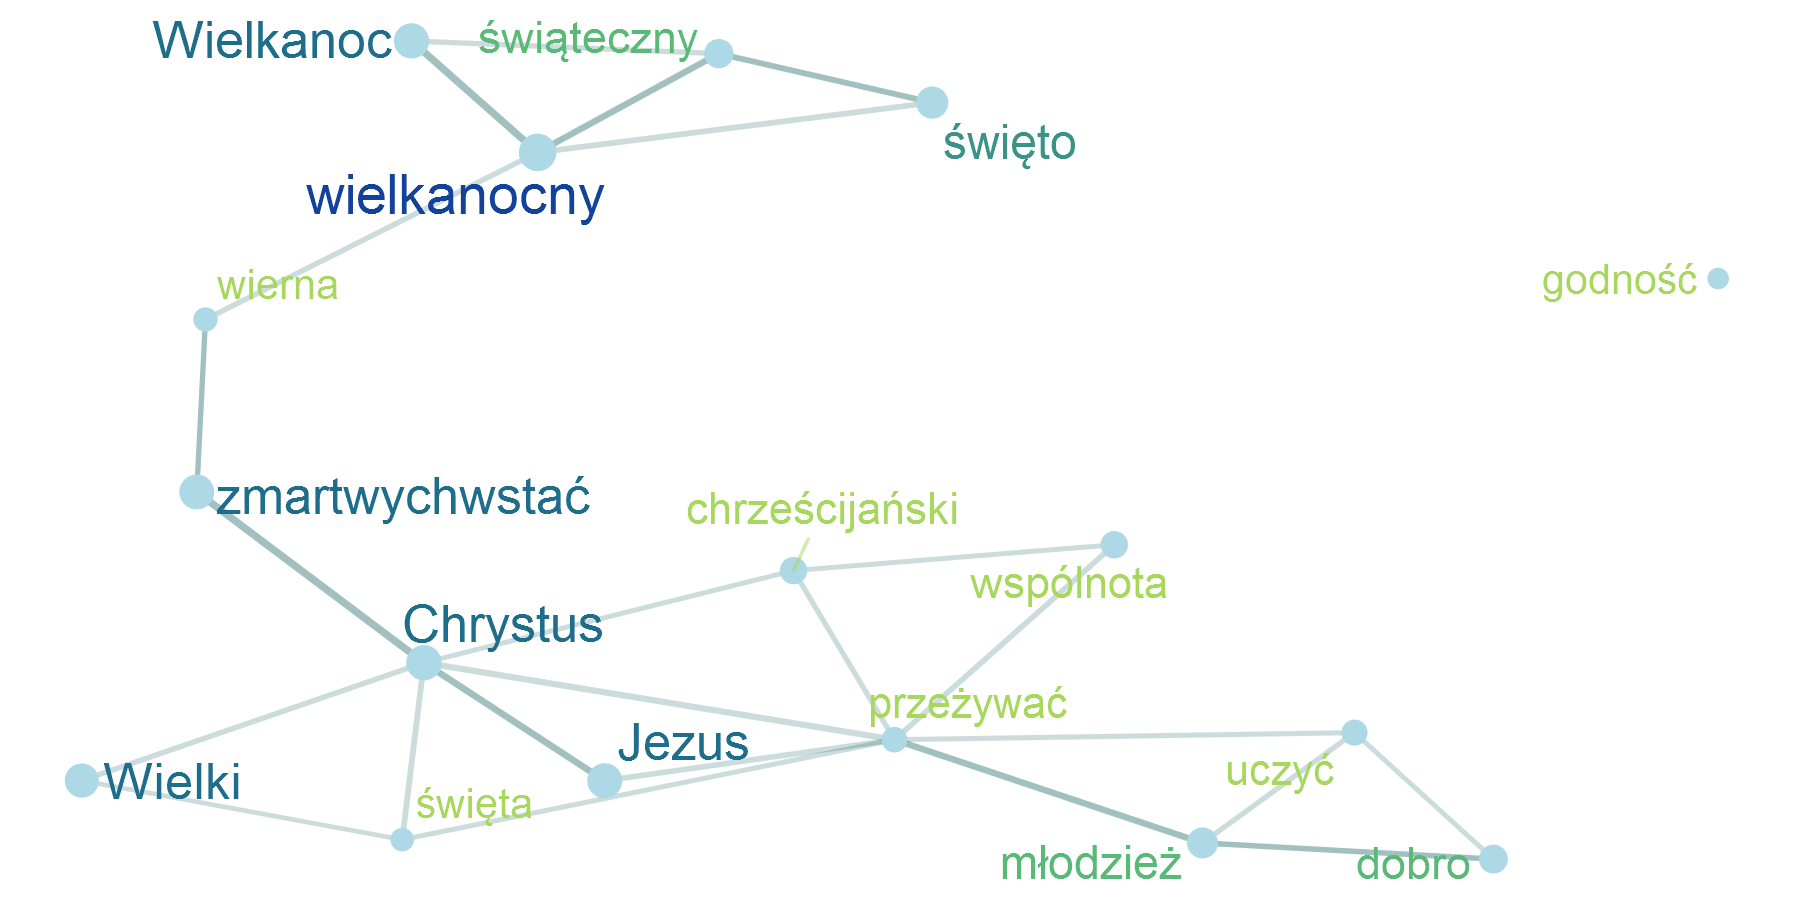 Wielkanoc
świąteczny
święto
wielkanocny
wierna
godność
zmartwychwstać
chrześcijański
wspólnota
Chrystus
przeżywać
Jezus
uczyć
Wielki
święta
młodzież
dobro